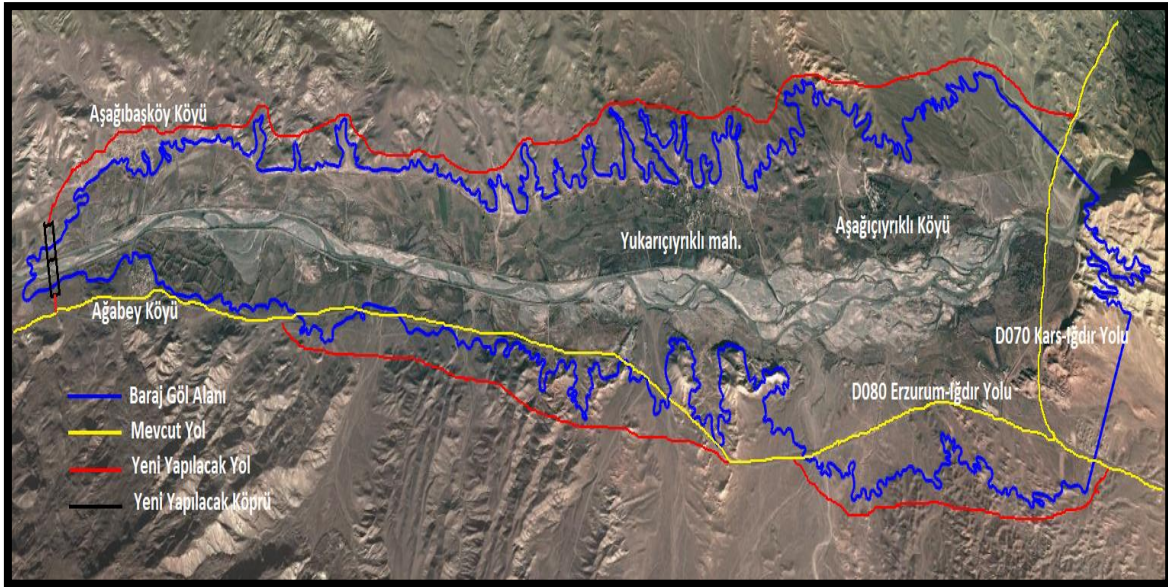 Aşağıbaşköy Köyü
Yukarıçıyrıklı mah.
Aşağıçıyrıklı Köyü
Ağabey Köyü
D070 Kars-Iğdır Yolu
D080 Erzurum-Iğdır Yolu
Baraj Göl Alanı
Mevcut Yol
Yeni Yapılacak Yol
Yeni Yapılacak Köprü